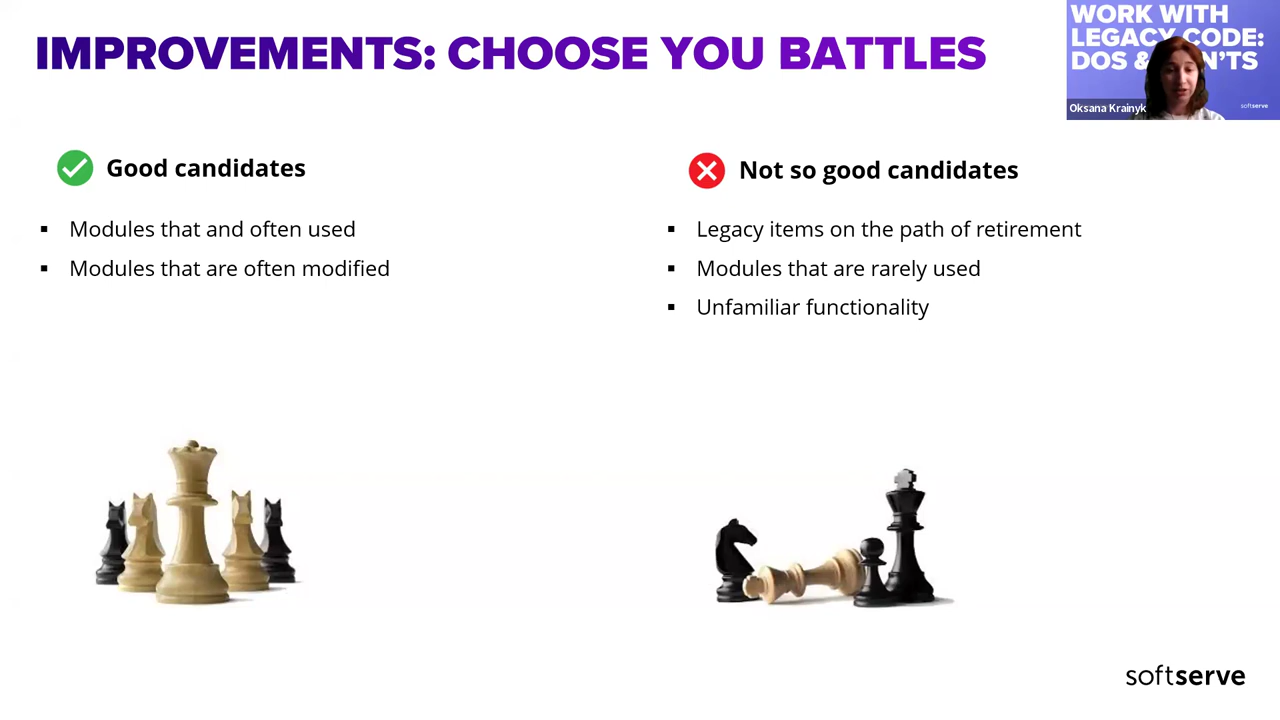 IMPROVEMENTS: CHOOSE YOU BATTLES
WORK WITH
LEGACY CODE:
DOS & N'TS
Oksana Krainyk
softserve
Good candidates
Modules that and often used
Modules that are often modified
Not so good candidates
Legacy items on the path of retirement
Modules that are rarely used
Unfamiliar functionality
softserve